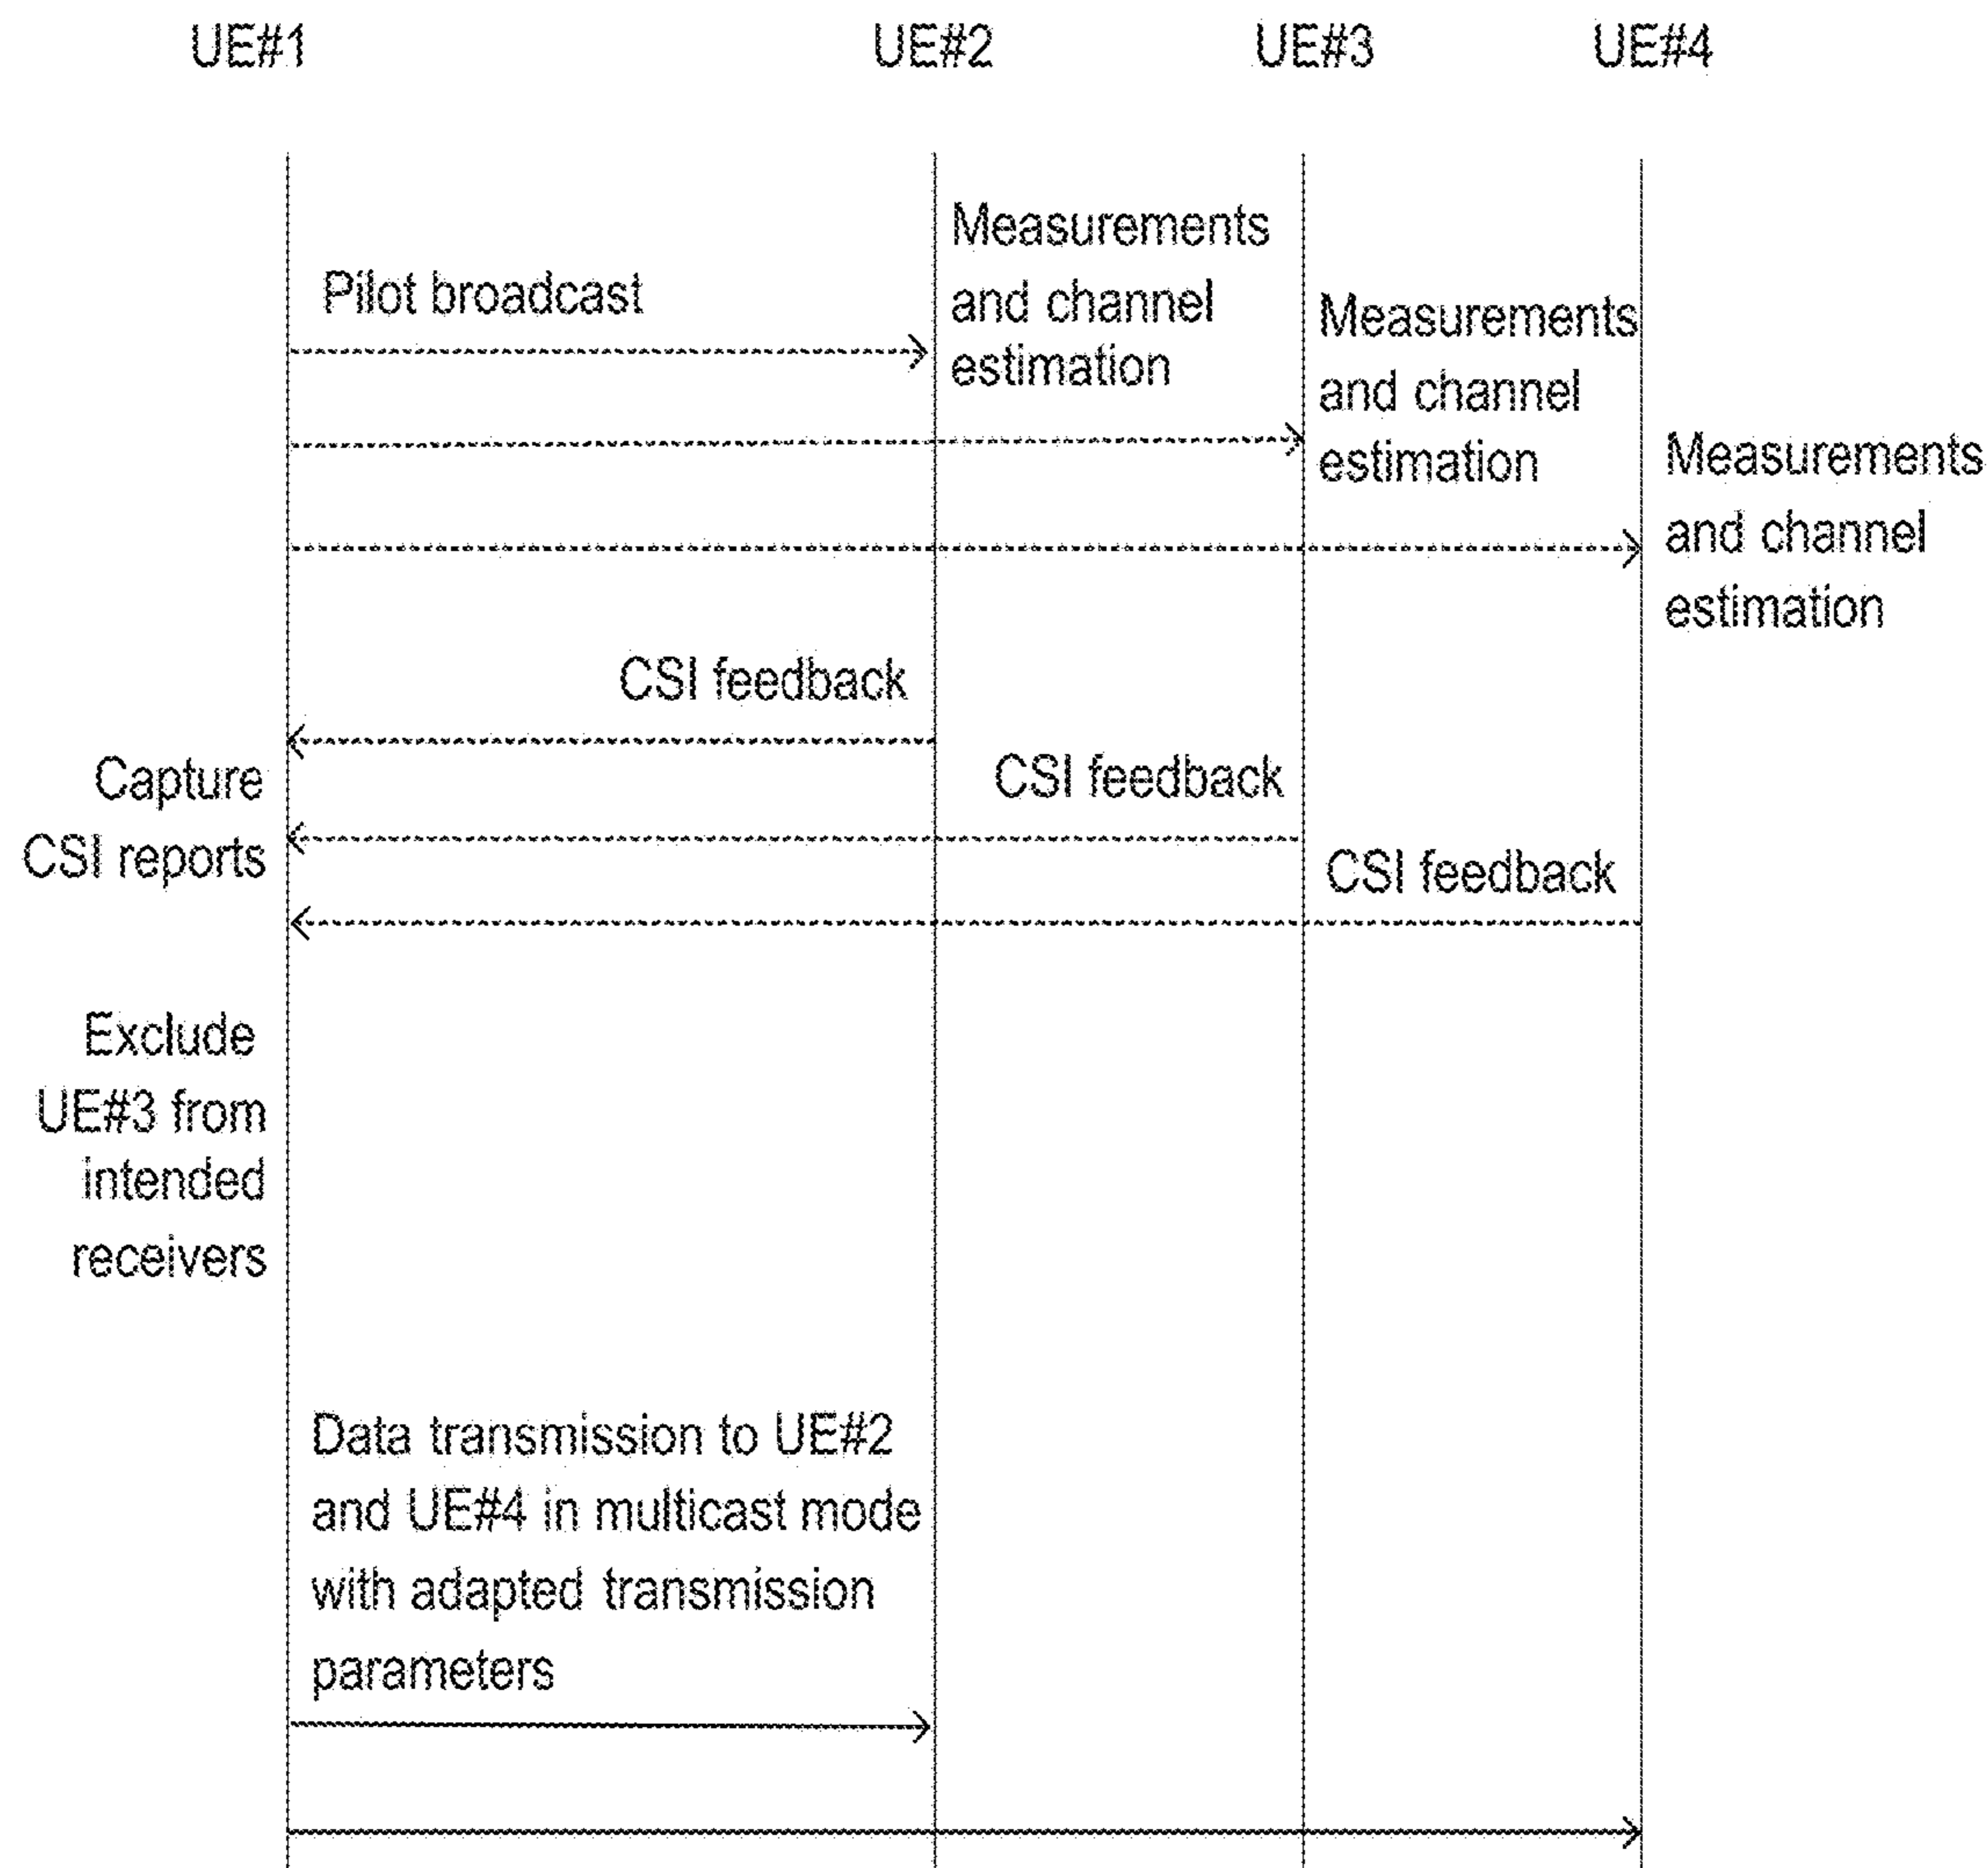 UE#1
UE#2
UE#3
UE#4
Pilot broadcast
Measurements
and channel
estimation
Measurements
and channel
estimation
Measurements
and channel
estimation
CSI feedback
CSI feedback
CSI feedback
Capture
CSI reports
Exclude
UE#3 from
intended
receivers
Data transmission to UE#2
and UE#4 in multicast mode
with adapted transmission
parameters